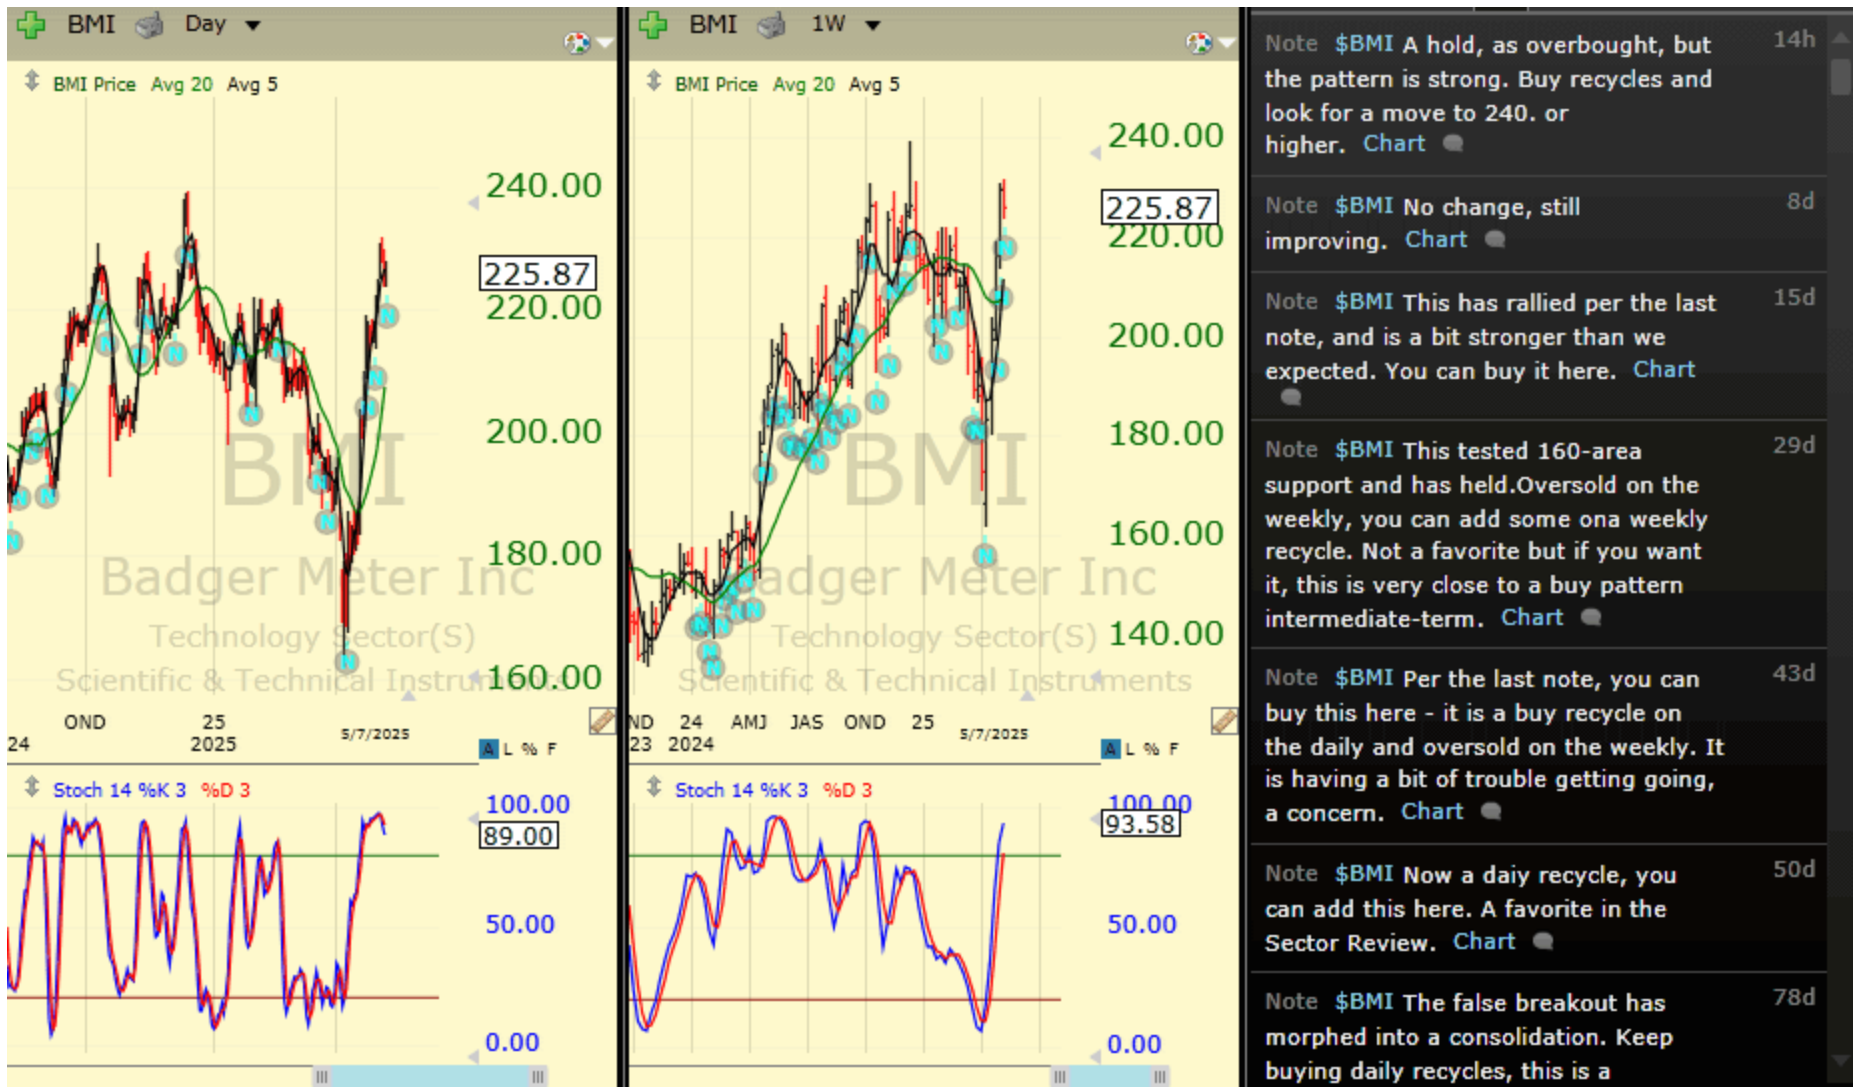 BMI Day
BMI Price Avg 20 Avg 5
240.00
225.87
220.00
200.00
180.00
160.00
BMI
Badger Meter Inc
Technology Sector(S)
Scientific & Technical Instruments
OND 25 5/7/2025
24 2025
A L % F
Stoch 14 %K 3 %D 3
100.00
89.00
50.00
0.00
BMI 1W
BMI Price Avg 20 Avg 5
240.00
225.87
220.00
200.00
180.00
160.00
140.00
BMI
Badger Meter Inc
Technology Sector(S)
Scientific & Technical Instruments
ND 24 AMJ JAS OND 25 5/7/2025
23 2024
A L % F
Stoch 14 %K 3 %D 3
100.00
93.58
50.00
0.00
Note $BMI A hold, as overbought, but 14h
the pattern is strong. Buy recycles and
look for a move to 240. or
higher. Chart
Note $BMI No change, still 8d
improving. Chart
Note $BMI This has rallied per the last 15d
note, and is a bit stronger than we
expected. You can buy it here. Chart
Note $BMI This tested 160-area 29d
support and has held.Oversold on the
weekly, you can add some ona weekly
recycle. Not a favorite but if you want
it, this is very close to a buy pattern
intermediate-term. Chart
Note $BMI Per the last note, you can 43d
buy this here - it is a buy recycle on
the daily and oversold on the weekly. It
is having a bit of trouble getting going,
a concern. Chart
Note $BMI Now a daiy recycle, you 50d
can add this here. A favorite in the
Sector Review. Chart
Note $BMI The false breakout has 78d
morphed into a consolidation. Keep
buying daily recycles, this is a